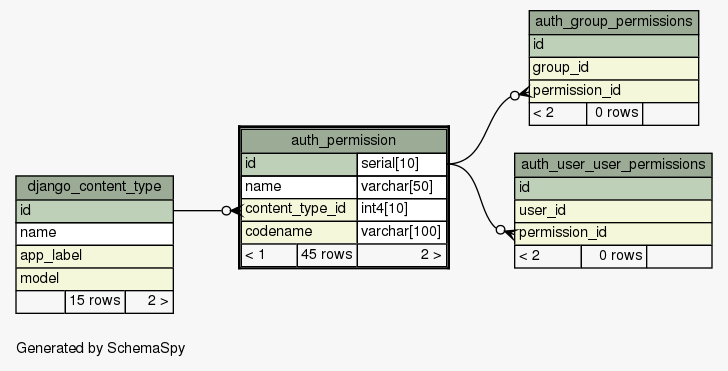 auth_group_permissions
id
group_id
permission_id
< 2 0 rows
auth_permission
id serial[10]
name varchar[50]
content_type_id int4[10]
codename varchar[100]
< 1 45 rows 2 >
auth_user_user_permissions
id
user_id
permission_id
< 2 0 rows
django_content_type
id
name
app_label
model
15 rows 2 >
Generated by SchemaSpy